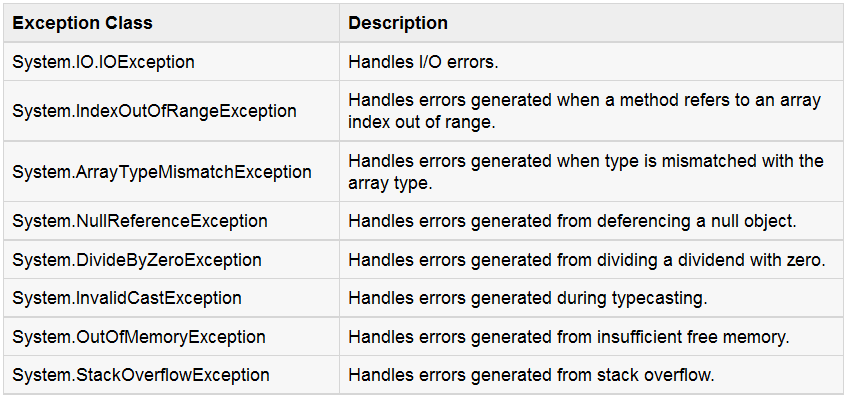 Exception Class Description
System.IO.IOException Handles I/O errors.
System.IndexOutOfRangeException Handles errors generated when a method refers to an array
index out of range.
System.ArrayTypeMismatchException Handles errors generated when type is mismatched with the
array type.
System.NullReferenceException Handles errors generated from deferencing a null object.
System.DivideByZeroException Handles errors generated from dividing a dividend with zero.
System.InvalidCastException Handles errors generated during typecasting.
System.OutOfMemoryException Handles errors generated from insufficient free memory.
System.StackOverflowException Handles errors generated from stack overflow.